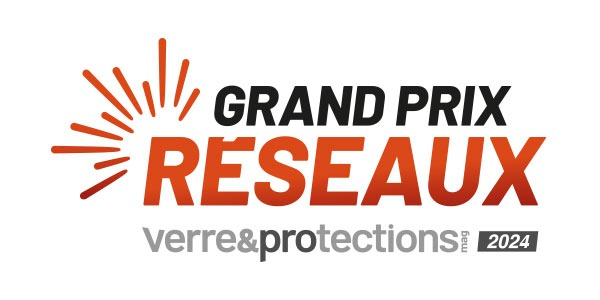 GRAND PRIX
RÉSEAUX
verre&protections mag 2024